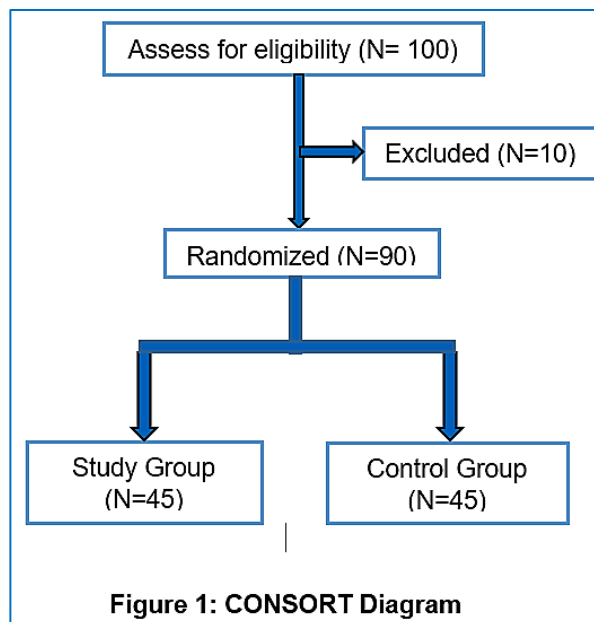 Assess for eligibility (N= 100)
Excluded (N=10)
Randomized (N=90)
Study Group
(N=45)
Control Group
(N=45)
Figure 1: CONSORT Diagram